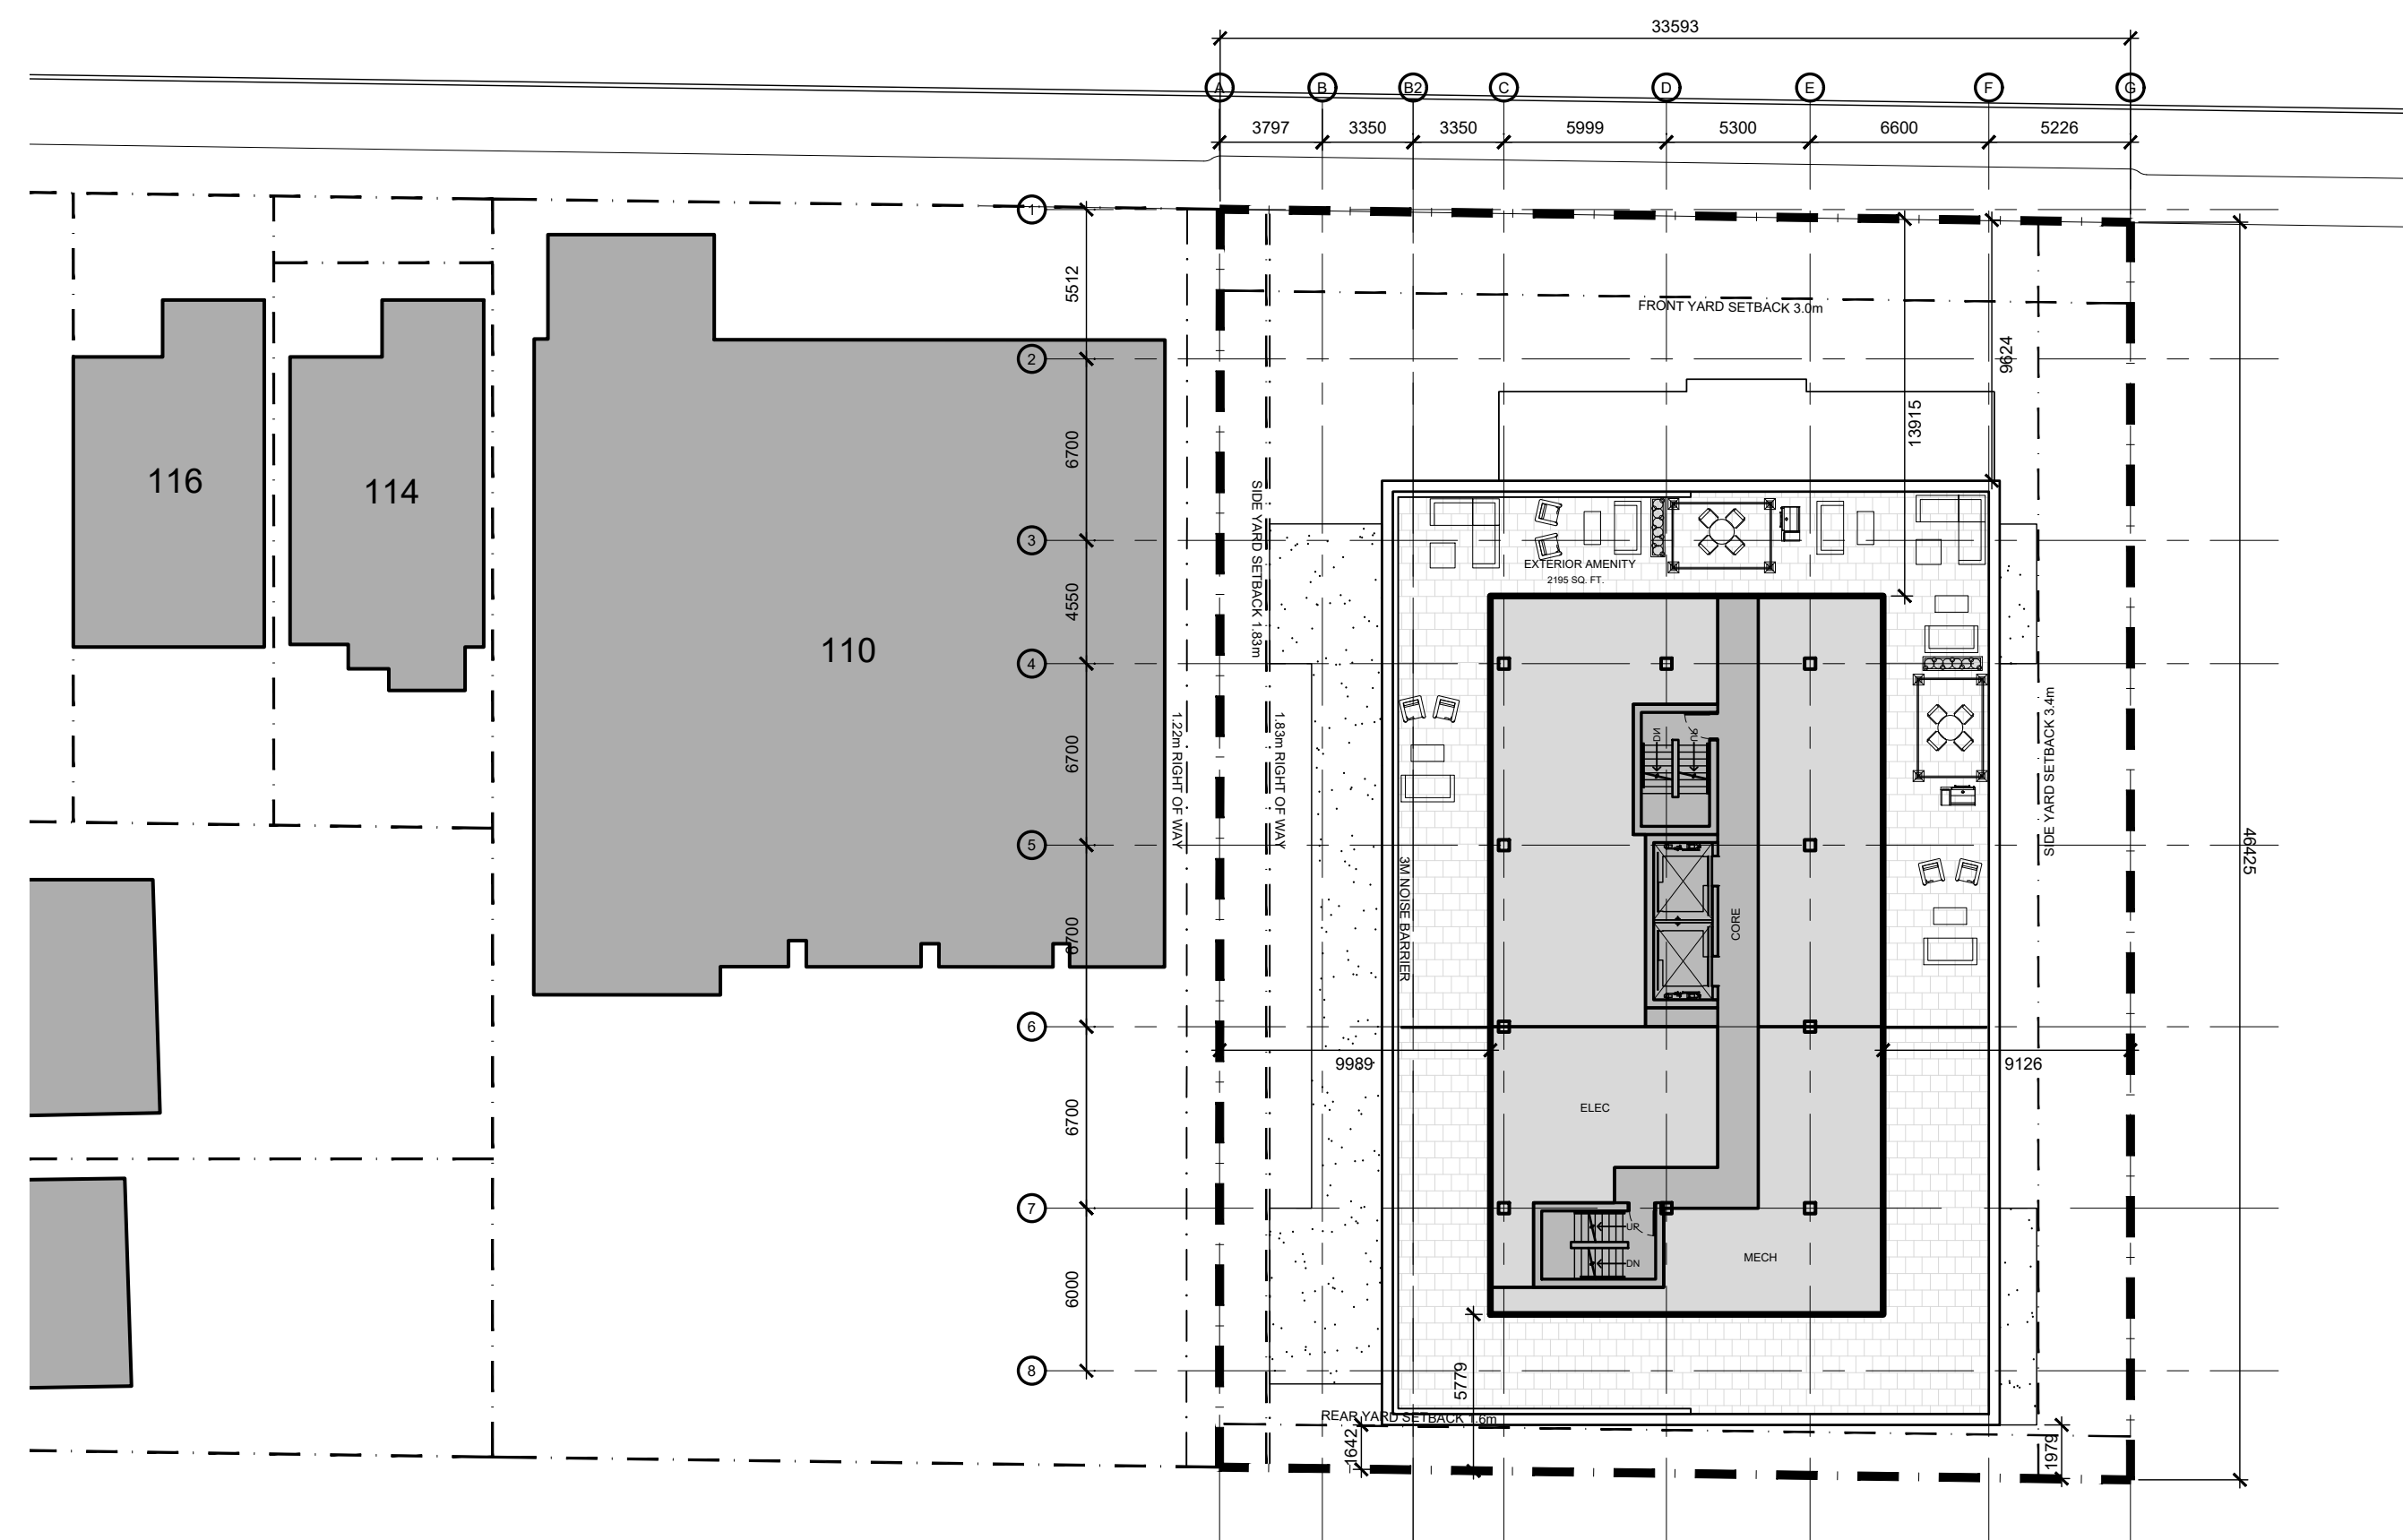 33593
A B B2 C D E F G
3797 3350 3350 5999 5300 6600 5226
1
5512
FRONT YARD SETBACK 3.0m
9624
2
13915
6700
116
114
SIDE YARD SETBACK 1.83m
3
EXTERIOR AMENITY
2195 SQ. FT.
4550
110
4
1.22m RIGHT OF WAY
1.83m RIGHT OF WAY
6700
DN
UP
SIDE YARD SETBACK 3.4m
5
46425
3M NOISE BARRIER
CORE
6700
6
9989
9126
6700
ELEC
7
UP
DN
MECH
6000
8
5779
REAR YARD SETBACK 1.6m
1642
1979